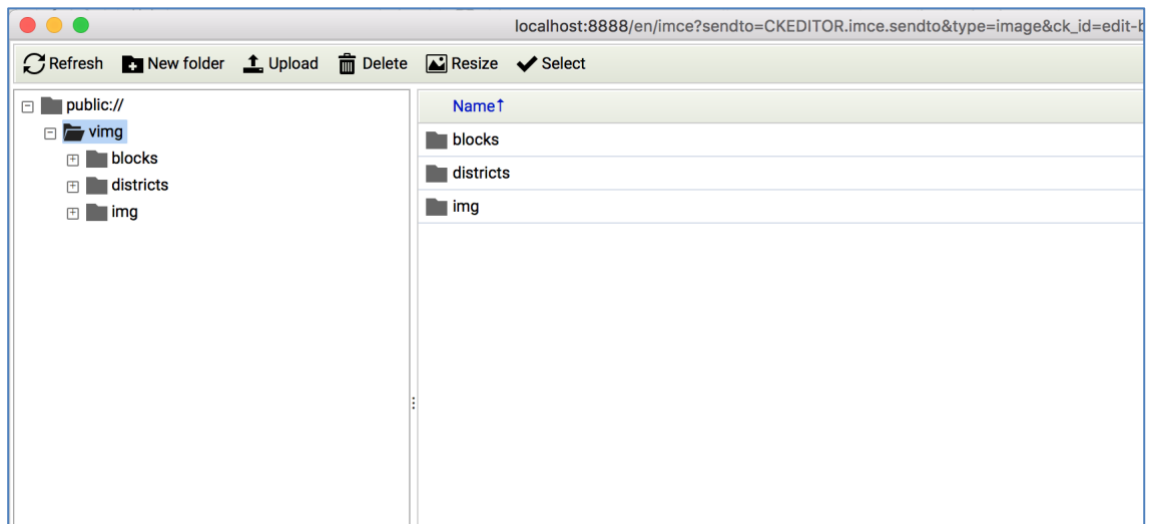 localhost:8888/en/imce?sendto=CKEDITOR.imce.sendto&type=image&ck_id=edit-b
Refresh New folder Upload Delete Resize Select
public://
vimg
blocks
districts
img
Name↑
blocks
districts
img